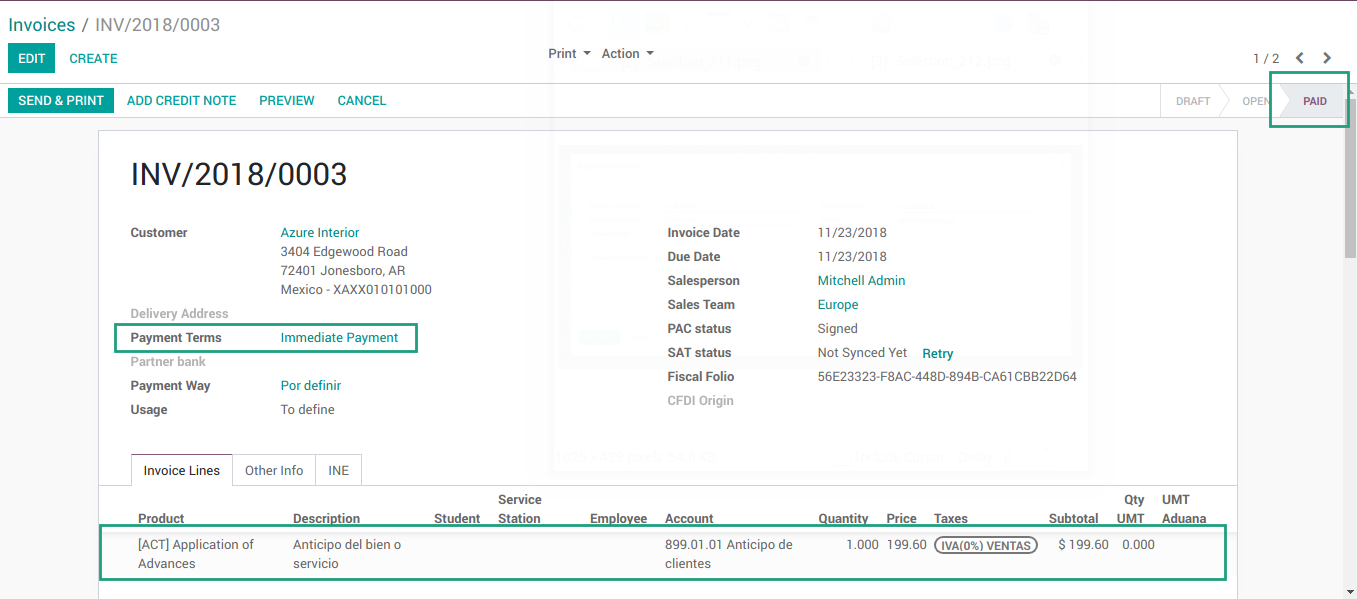 Invoices / INV/2018/0003
EDIT CREATE Print Action 1 / 2
SEND & PRINT ADD CREDIT NOTE PREVIEW CANCEL DRAFT OPEN PAID
INV/2018/0003
Customer Azure Interior
3404 Edgewood Road
72401 Jonesboro, AR
Mexico - XAXX010101000
Delivery Address
Payment Terms Immediate Payment
Partner bank
Payment Way Por definir
Usage To define
Invoice Date 11/23/2018
Due Date 11/23/2018
Salesperson Mitchell Admin
Sales Team Europe
PAC status Signed
SAT status Not Synced Yet Retry
Fiscal Folio 56E23323-F8AC-448D-894B-CA61CBB22D64
CFDI Origin
Invoice Lines Other Info INE
Service Qty UMT
Product Description Student Station Employee Account Quantity Price Taxes Subtotal UMT Aduana
[ACT] Application of Anticipo del bien o 899.01.01 Anticipo de 1.000 199.60 IVA(0%) VENTAS $ 199.60 0.000
Advances servicio clientes